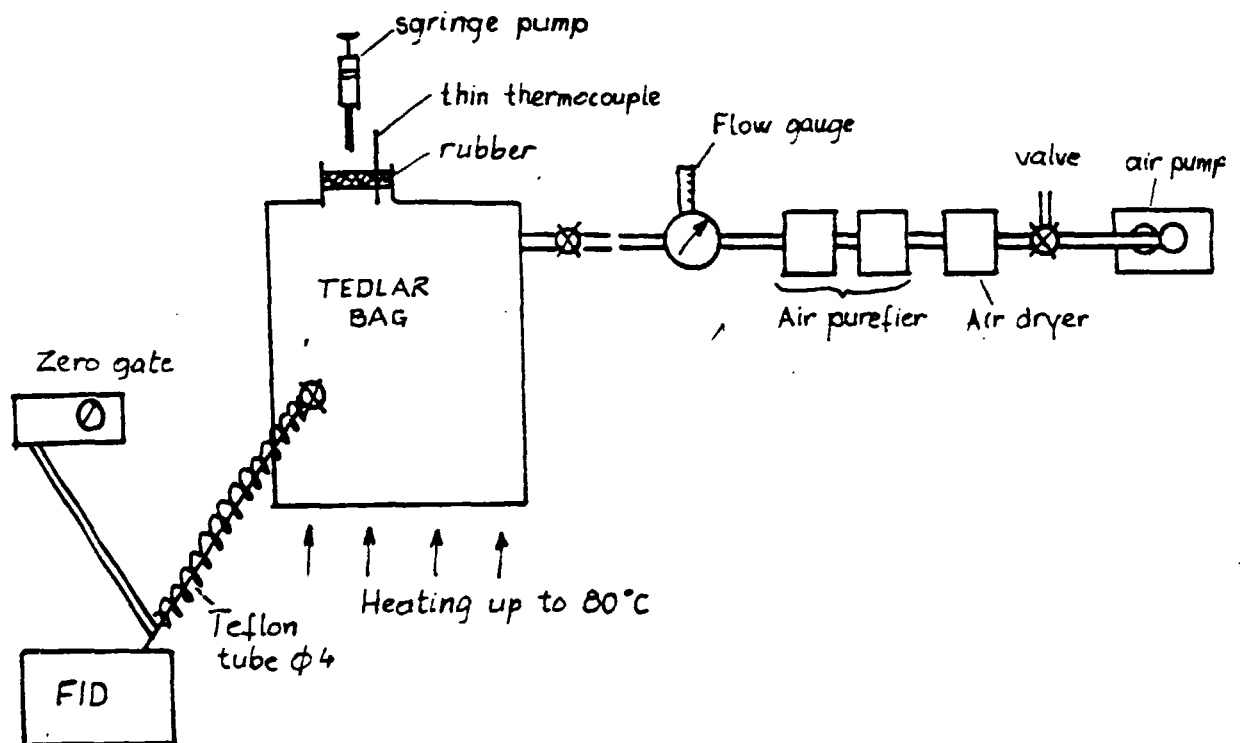 sgringe pump
thin thermocouple
rubber
Flow gauge
valve
air pump
TEDLAR
BAG
Air purefier
Air dryer
Zero gate
Heating up to 80°C
Teflon
tube ϕ4
FID